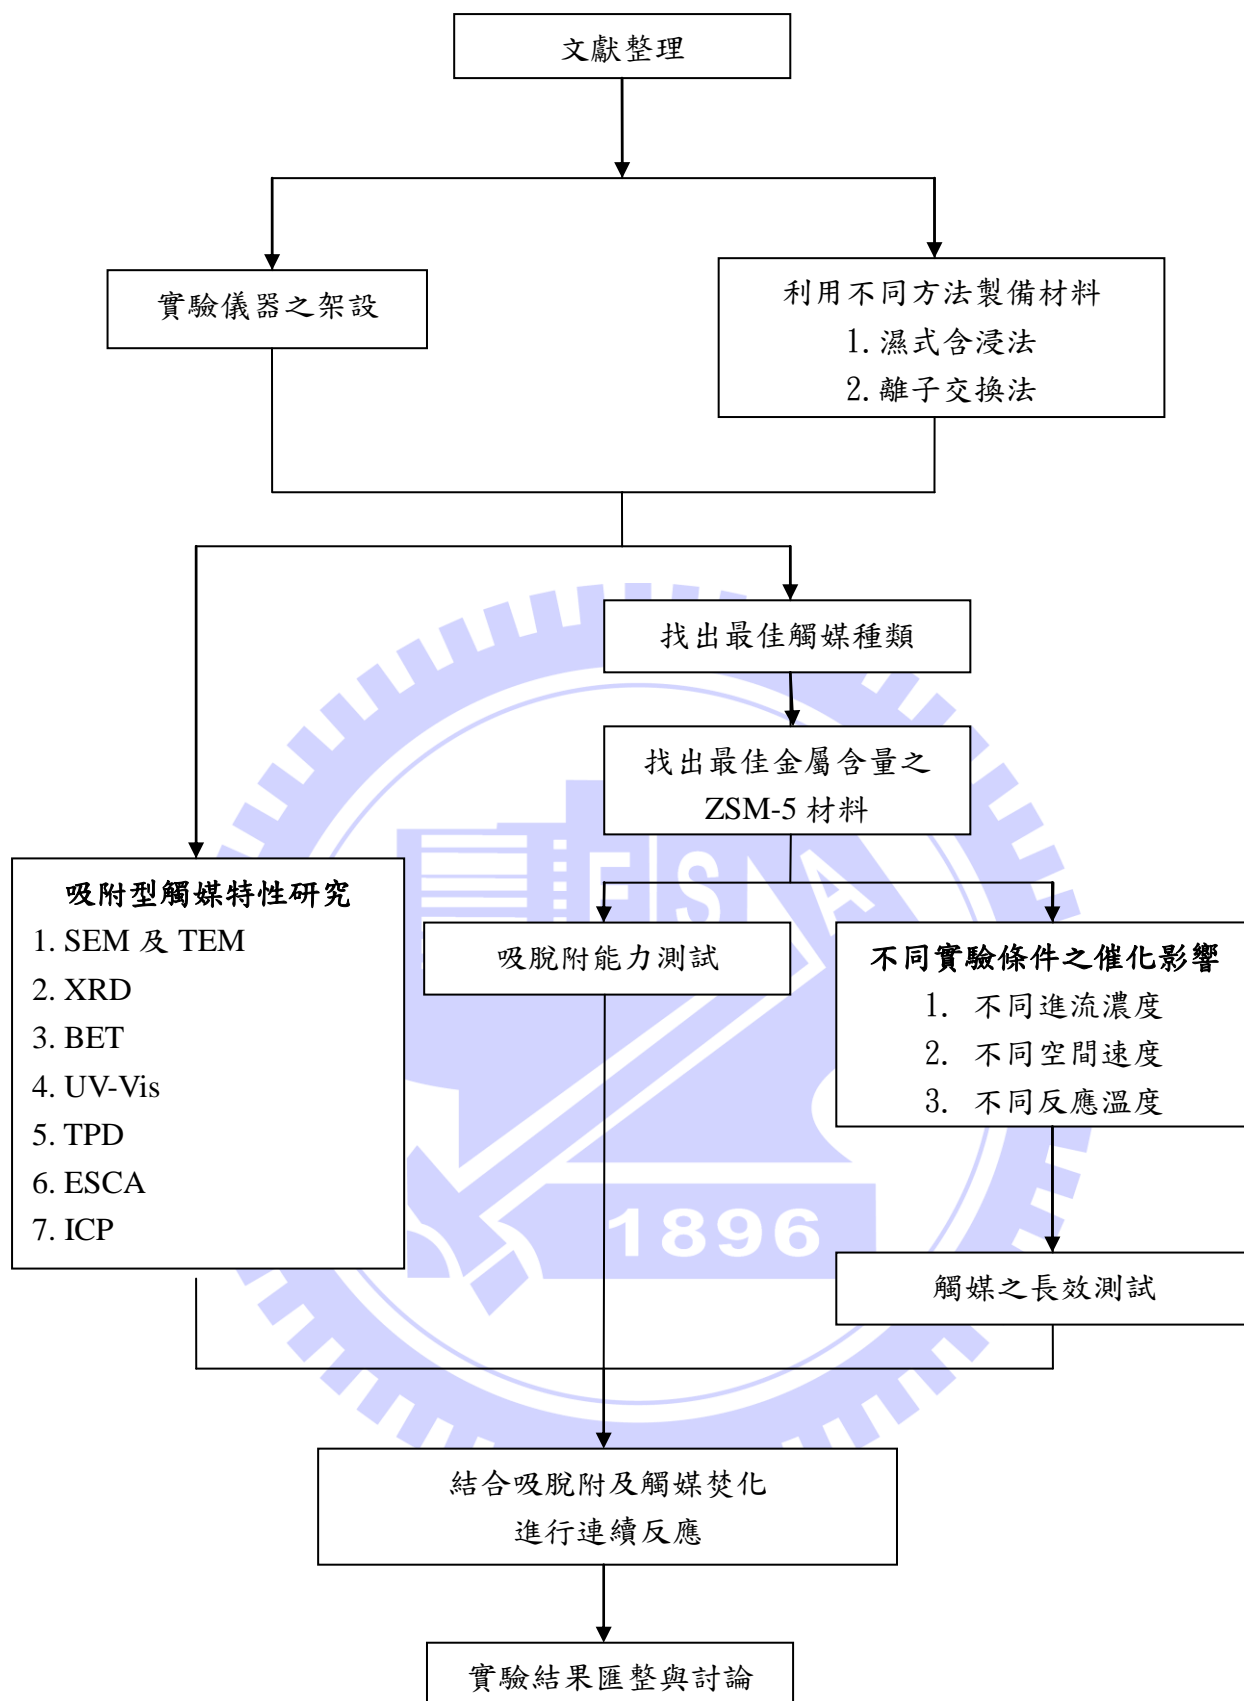 文獻整理
實驗儀器之架設
利用不同方法製備材料
1.濕式含浸法
2.離子交換法
找出最佳觸媒種類
找出最佳金屬含量之
ZSM-5 材料
吸附型觸媒特性研究
1. SEM 及 TEM
2. XRD
3. BET
4. UV-Vis
5. TPD
6. ESCA
7. ICP
吸脫附能力測試
不同實驗條件之催化影響
1. 不同進流濃度
2. 不同空間速度
3. 不同反應溫度
觸媒之長效測試
結合吸脫附及觸媒焚化
進行連續反應
實驗結果匯整與討論
ESA
1896